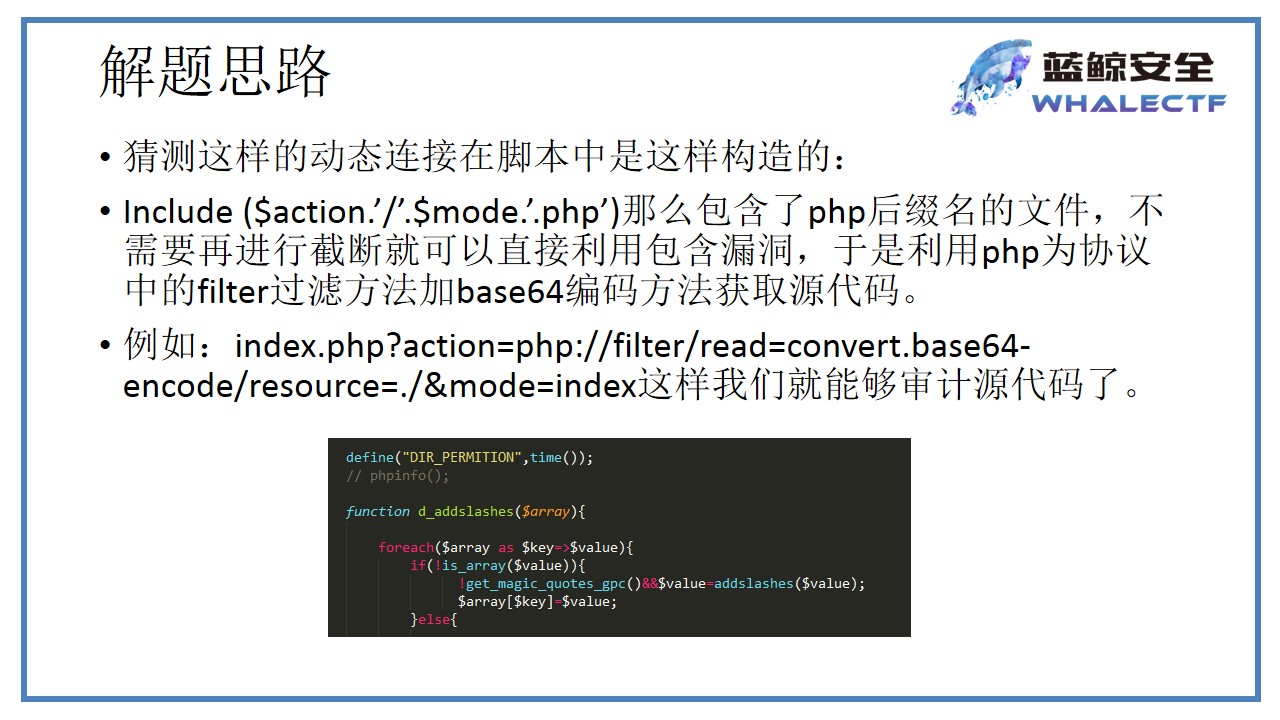 解题思路
蓝鲸安全
WHALECTF
• 猜测这样的动态连接在脚本中是这样构造的：
• Include ($action.’/’.$mode.’.php’)那么包含了php后缀名的文件，不
需要再进行截断就可以直接利用包含漏洞，于是利用php为协议
中的filter过滤方法加base64编码方法获取源代码。
• 例如：index.php?action=php://filter/read=convert.base64-
encode/resource=./&mode=index这样我们就能够审计源代码了。
define("DIR_PERMITION",time());
// phpinfo();
function d_addslashes($array){
foreach($array as $key=>$value){
if(!is_array($value)){
!get_magic_quotes_gpc()&&$value=addslashes($value);
$array[$key]=$value;
}else{